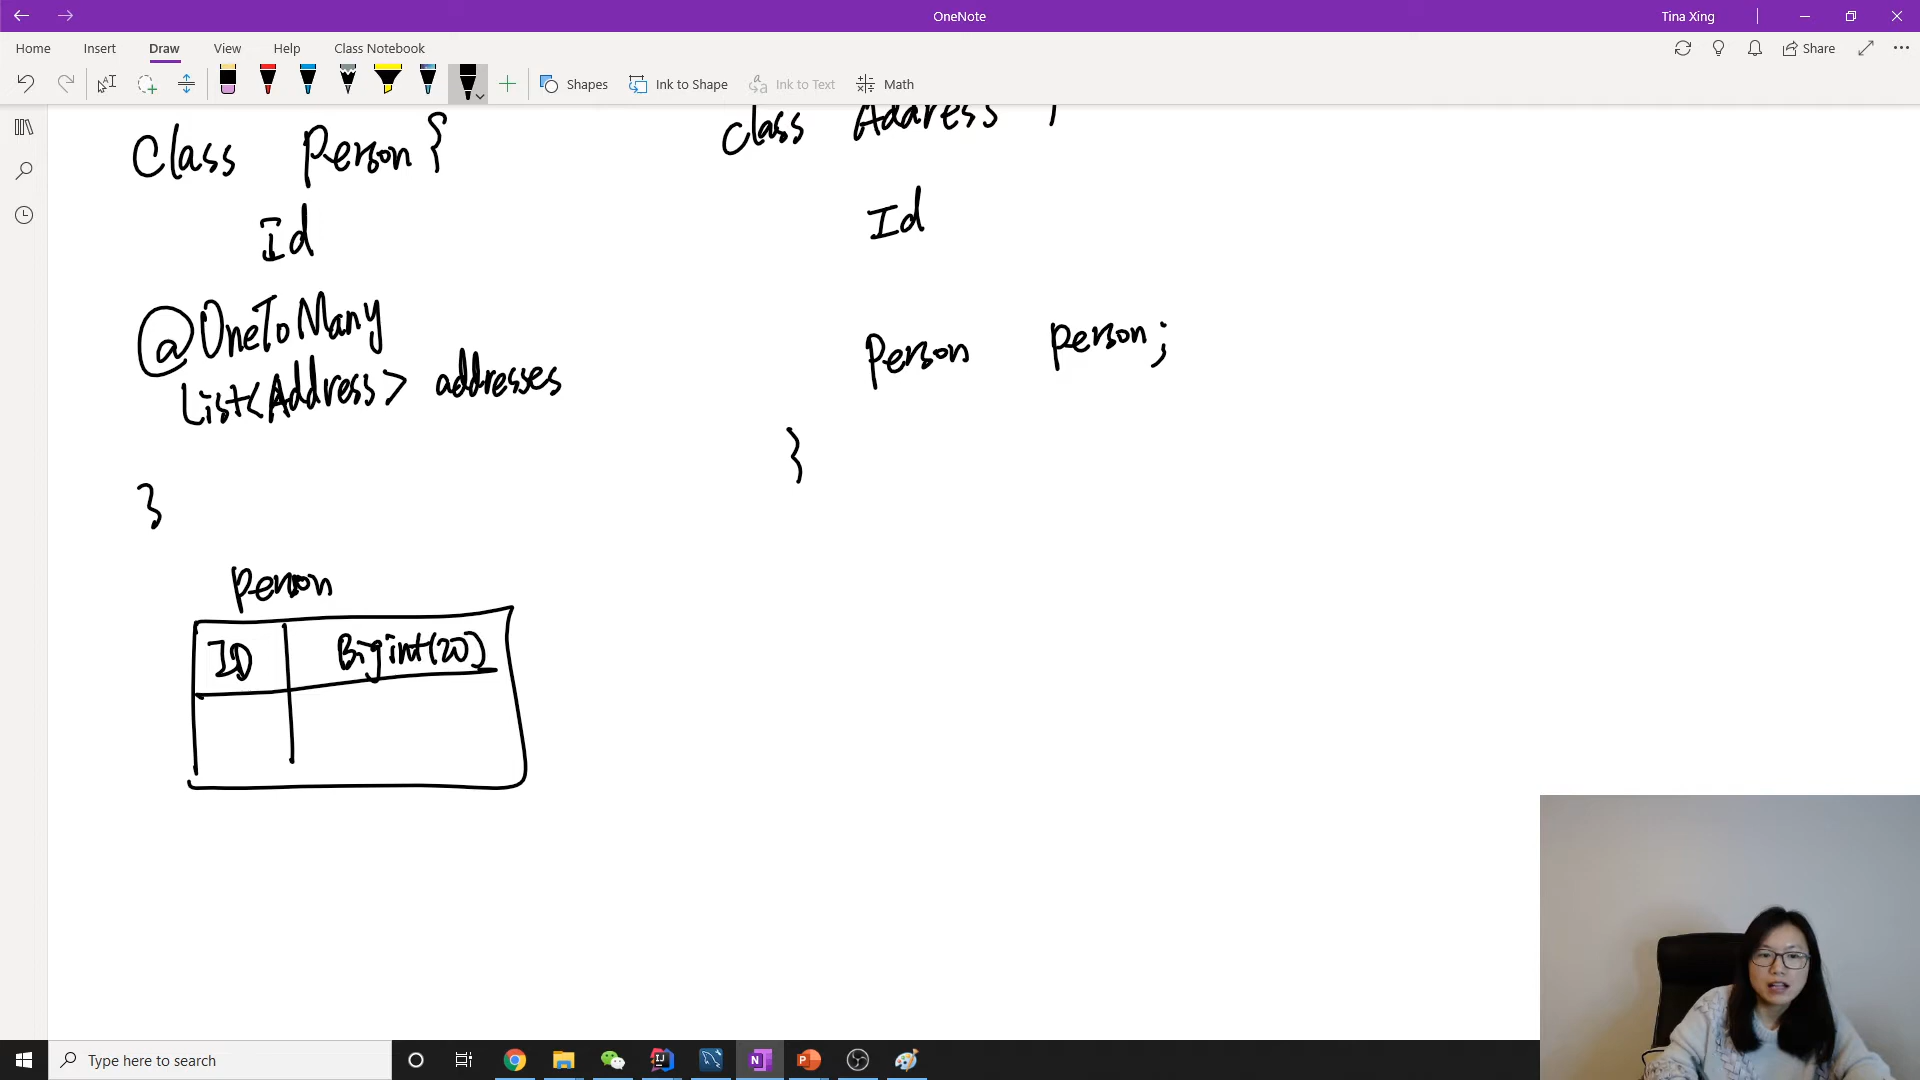 OneNote
Tina Xing
Home Insert Draw View Help Class Notebook
Share
Shapes Ink to Shape Ink to Text Math
Class Person {
Id
@OneToMany
List<Address> addresses
}
class Address {
Id
Person person;
}
person
ID Bigint(20)
Type here to search